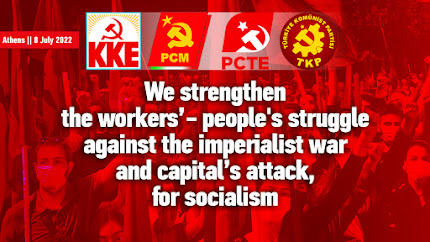 Athens || 8 July 2022
KKE
PCM
PCTE
TÜRKİYE KOMÜNİST PARTİSİ
TKP
We strengthen
the workers'– people's struggle
against the imperialist war
and capital's attack,
for socialism